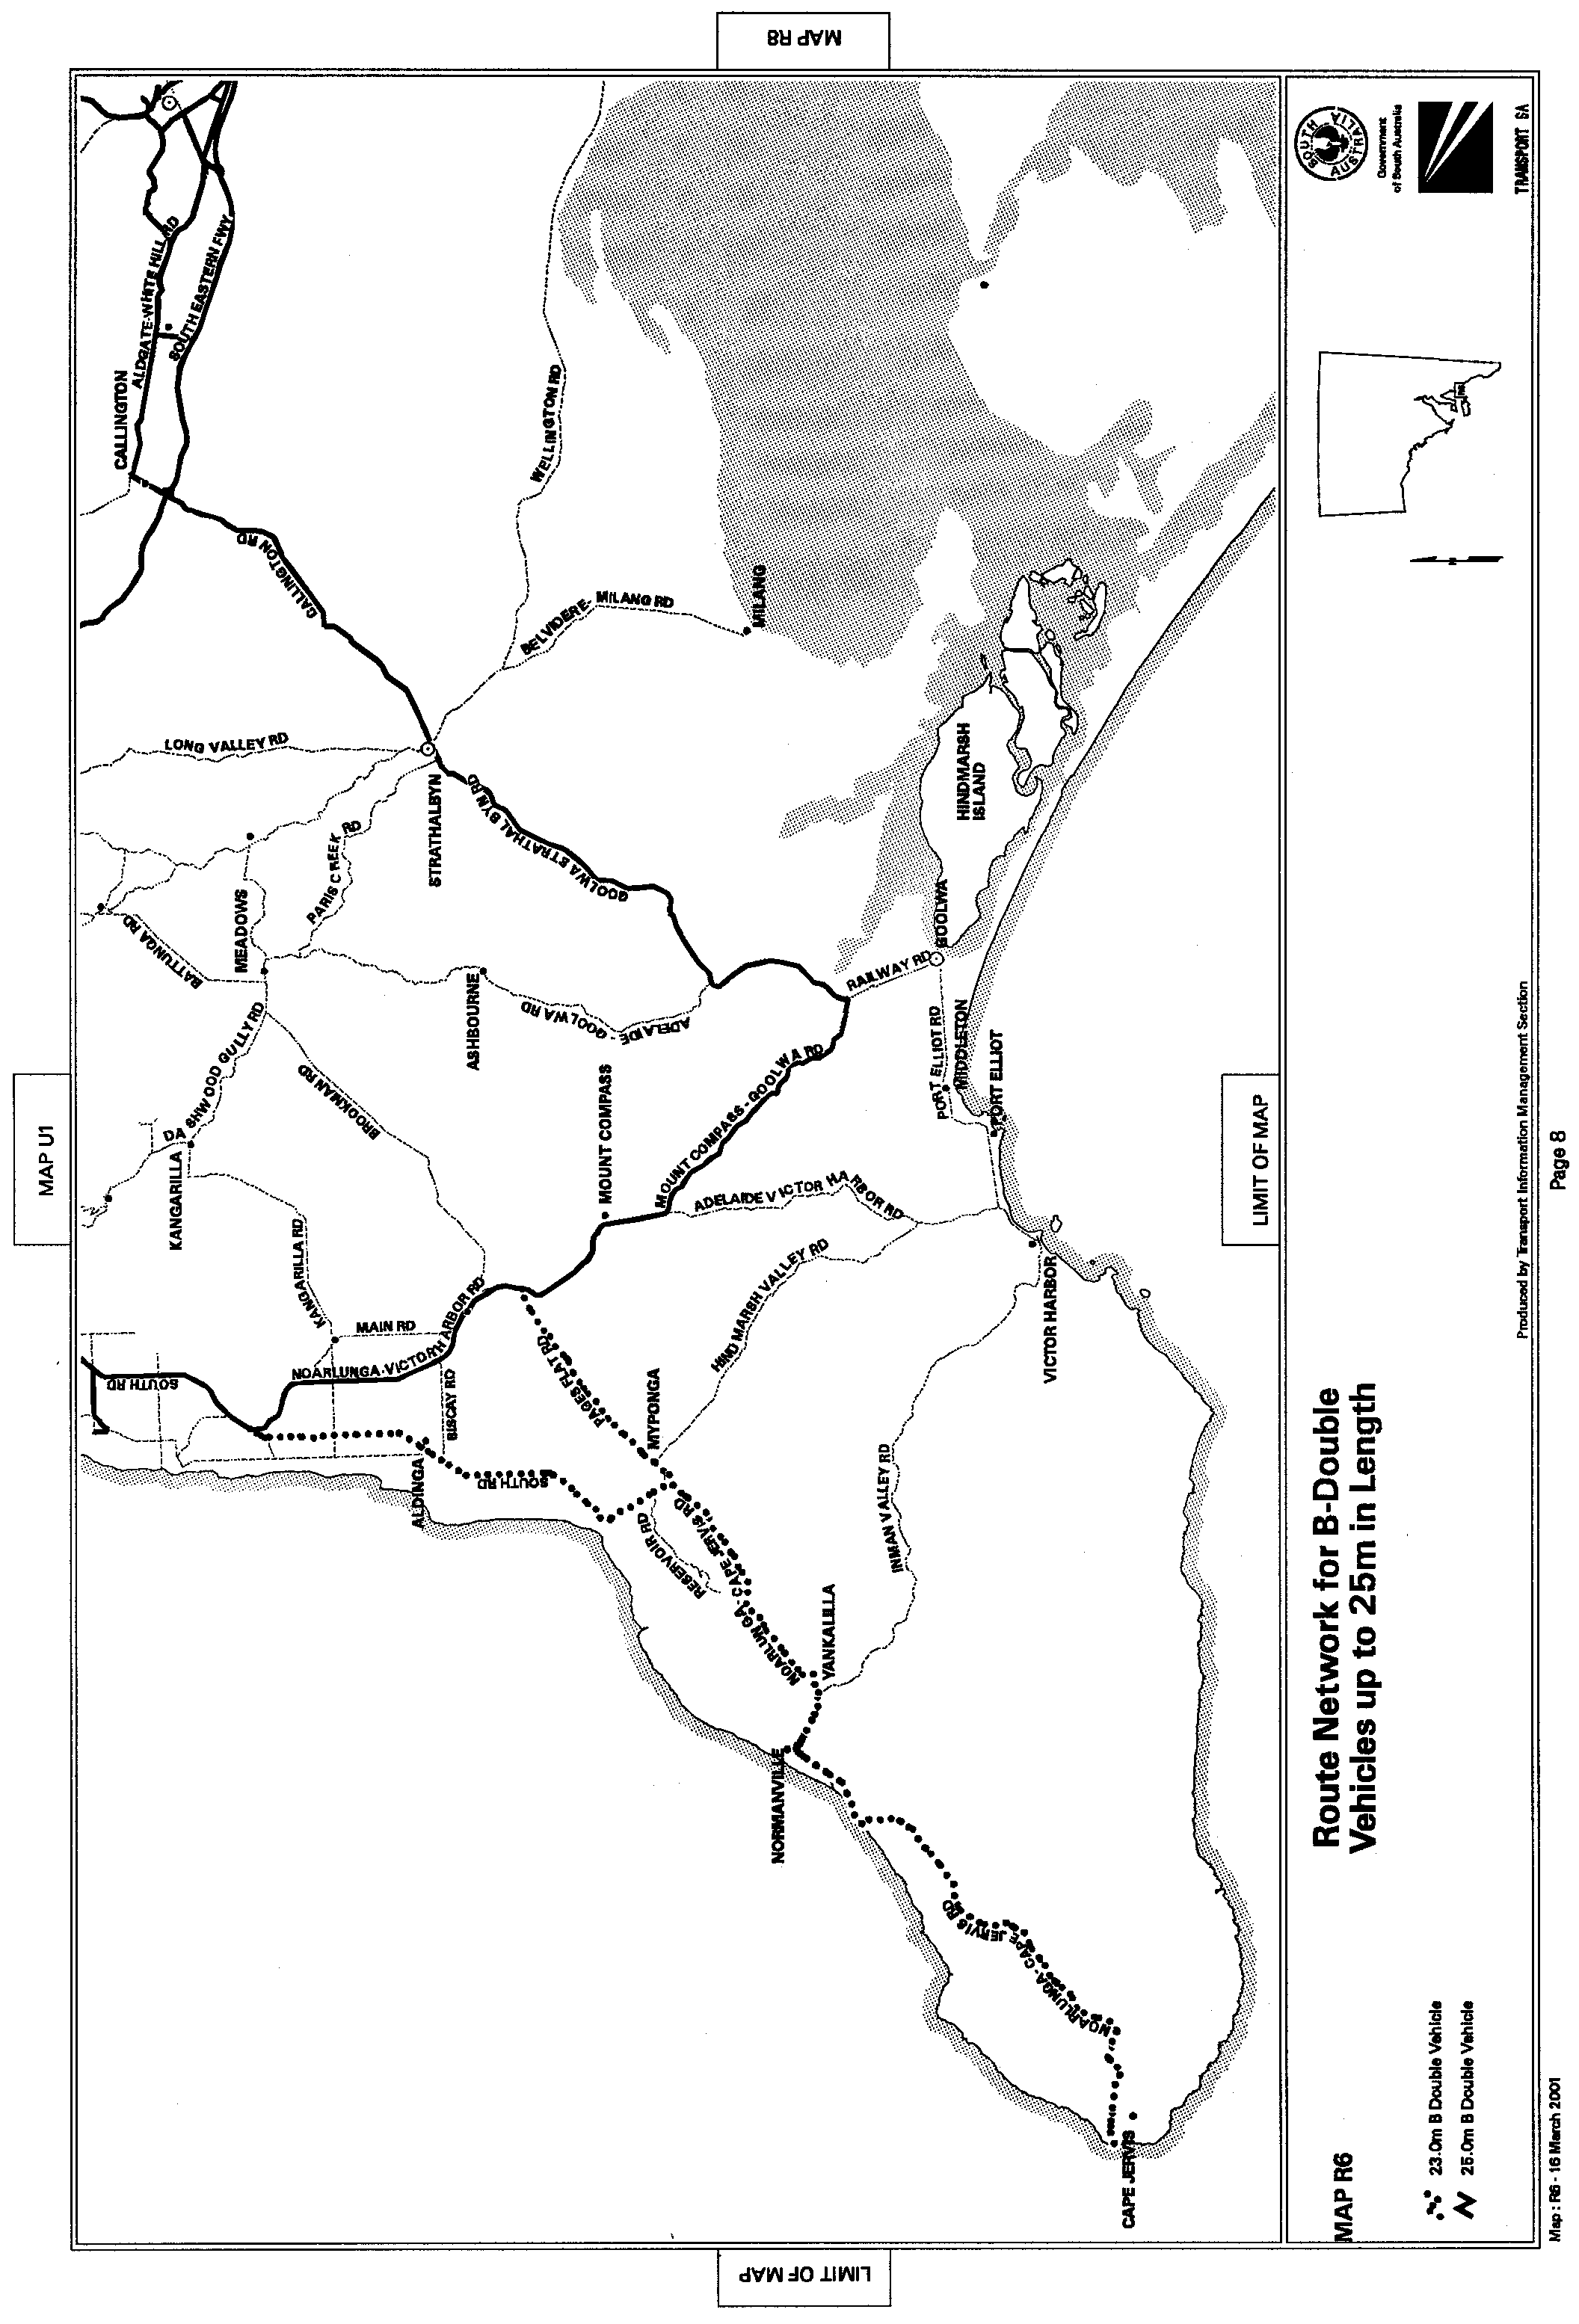 MAP U1
MAP R8
LIMIT OF MAP
LIMIT OF MAP
CALLINGTON
ALDGATE-WHITE HILL RD
SOUTH EASTERN FWY
CALLINGTON RD
WELLINGTON RD
BELVIDERE-MILANG RD
MILANG
LONG VALLEY RD
STRATHALBYN
GOOLWA STRATHALBYN RD
PARIS CREEK RD
BATTUNGA RD
MEADOWS
ASHBOURNE
ADELAIDE-GOOLWA RD
DASHWOOD GULLY RD
KANGARILLA
BROOKMAN RD
KANGARILLA RD
MAIN RD
MOUNT COMPASS
MOUNT COMPASS-GOOLWA RD
RAILWAY RD
GOOLWA
HINDMARSH
ISLAND
PORT ELLIOT RD
MIDDLETON
PORT ELLIOT
ADELAIDE VICTOR HARBOR RD
HINDMARSH VALLEY RD
VICTOR HARBOR
SOUTH RD
NOARLUNGA-VICTOR HARBOR RD
BISCAY RD
PAGES FLAT RD
MYPONGA
ALDINGA
SOUTH RD
RESERVOIR RD
NOARLUNGA-CAPE JERVIS RD
INMAN VALLEY RD
YANKALILLA
NORMANVILLE
NOARLUNGA-CAPE JERVIS RD
CAPE JERVIS
MAP R6
23.0m B Double Vehicle
25.0m B Double Vehicle
Route Network for B-Double
Vehicles up to 25m in Length
SOUTH AUSTRALIA
Government
of South Australia
TRANSPORT SA
Produced by Transport Information Management Section
Map : R6 - 16 March 2001
Page 8